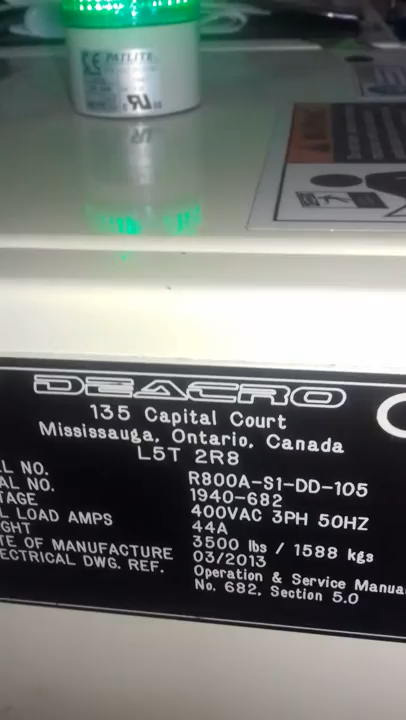 CE PATLITE
DEACRO
135 Capital Court
Mississauga, Ontario, Canada
L5T 2R8
L NO. R800A-S1-DD-105
AL NO. 1940-682
TAGE 400VAC 3PH 50HZ
L LOAD AMPS 44A
GHT 3500 lbs / 1588 kgs
TE OF MANUFACTURE 03/2013
ECTRICAL DWG. REF. Operation & Service Manua
No. 682, Section 5.0